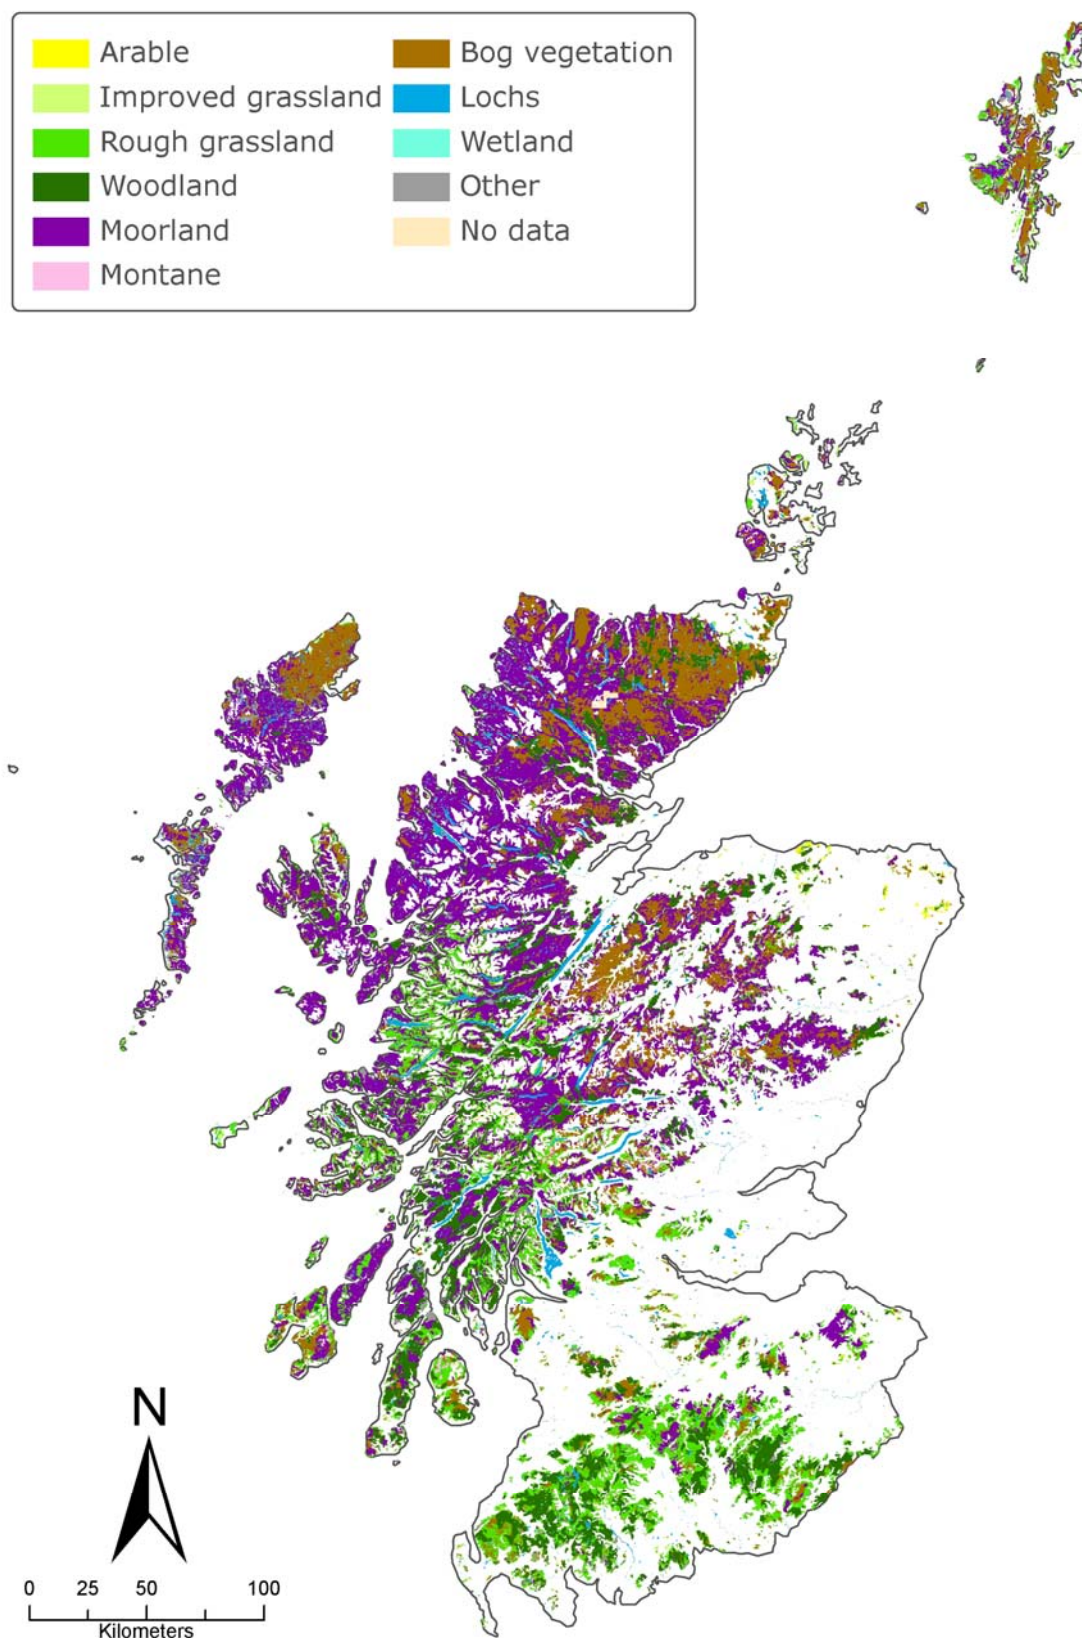 Arable
Improved grassland
Rough grassland
Woodland
Moorland
Montane
Bog vegetation
Lochs
Wetland
Other
No data
N
0 25 50 100
Kilometers